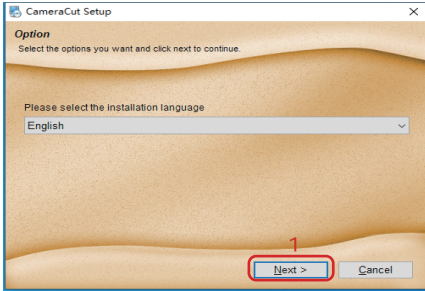 CameraCut Setup
Option
Select the options you want and click next to continue.
Please select the installation language
English
1
Next >
Cancel